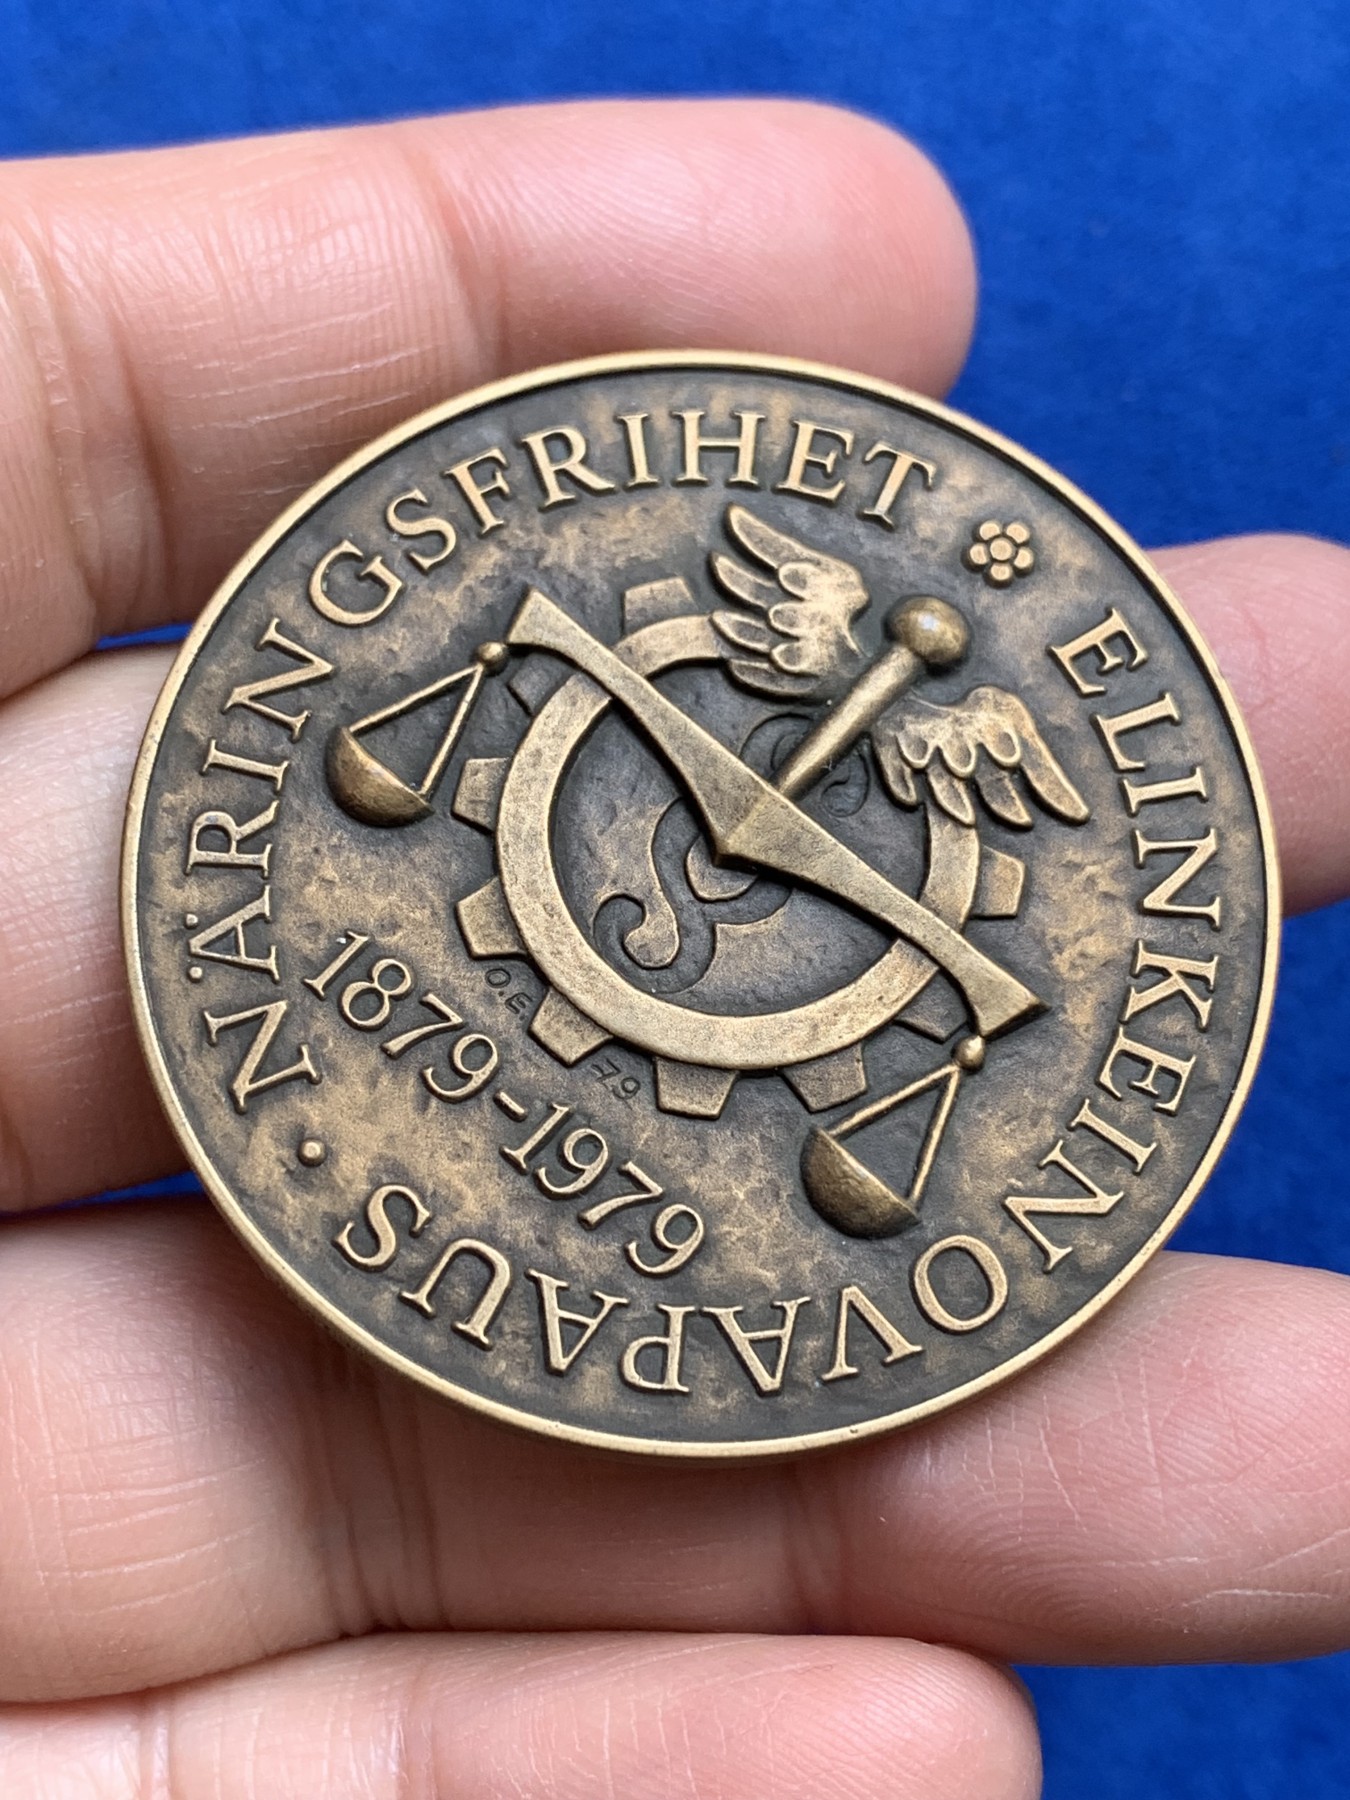 NÄRINGSFRIHET
ELINKEINOVAPAUS
1879-1979
O.E.
-79